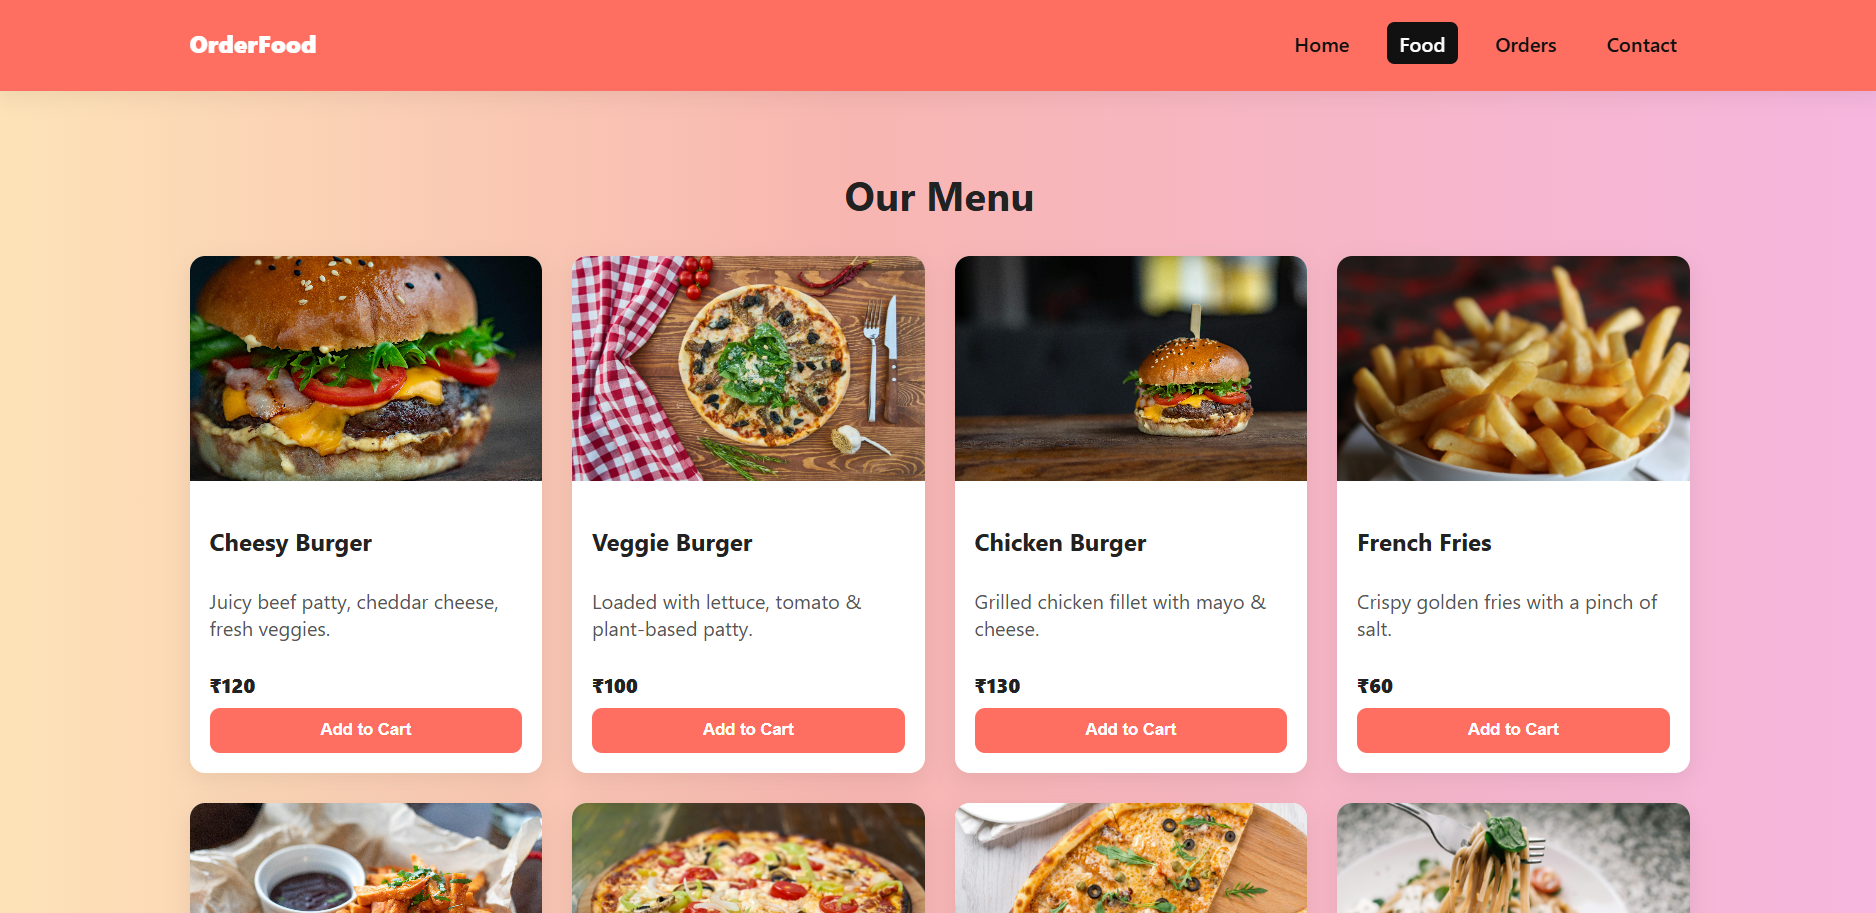 OrderFood
Home
Food
Orders
Contact
Our Menu
Cheesy Burger
Juicy beef patty, cheddar cheese,
fresh veggies.
₹120
Add to Cart
Veggie Burger
Loaded with lettuce, tomato &
plant-based patty.
₹100
Add to Cart
Chicken Burger
Grilled chicken fillet with mayo &
cheese.
₹130
Add to Cart
French Fries
Crispy golden fries with a pinch of
salt.
₹60
Add to Cart